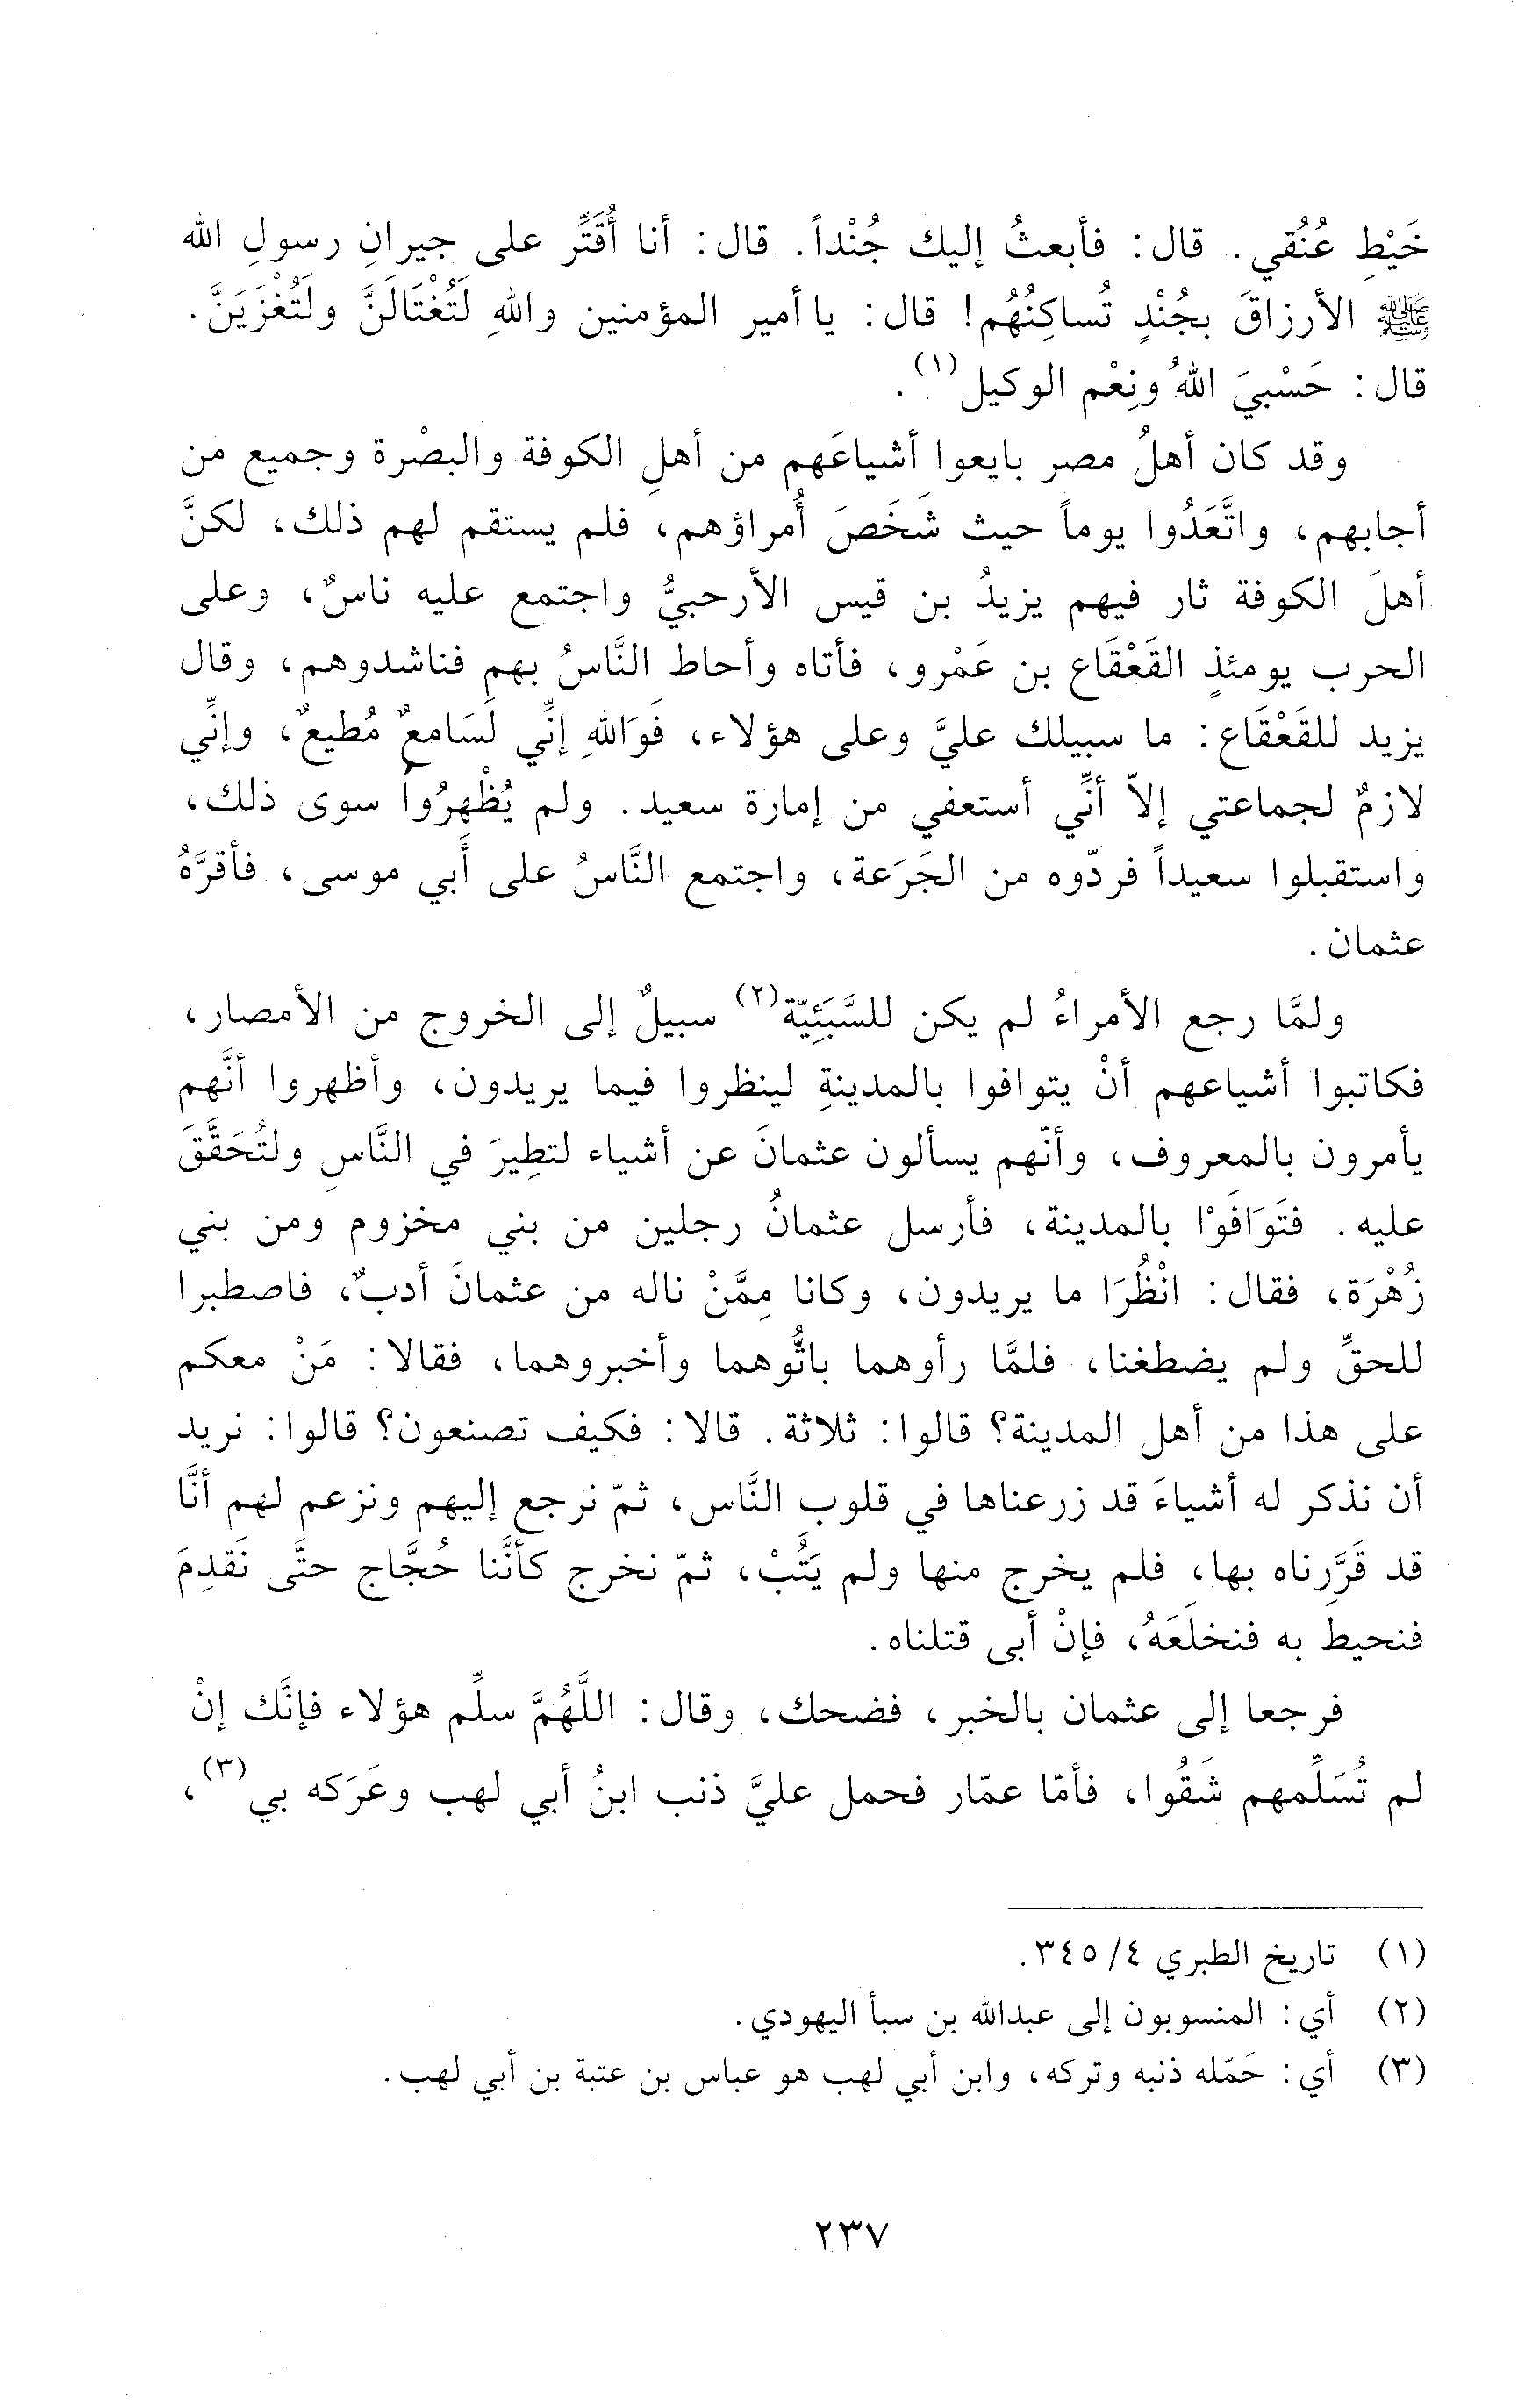 خَيْطِ عُنُقي. قال: فأبعثُ إليك جُنْداً. قال: أنا أُقَتِّر على جيرانِ رسولِ الله
ﷺ الأرزاقَ بجُنْدٍ تُساكِنُهُم! قال: يا أمير المؤمنين واللهِ لَتُغْتَالَنَّ ولَتُغْزَيَنَّ.
قال: حَسْبيَ اللهُ ونِعْم الوكيل(١).
وقد كان أهلُ مصر بايعوا أشياعَهم من أهلِ الكوفة والبصْرة وجميع من
أجابهم، واتَّعَدُوا يوماً حيث شَخَصَ أُمراؤهم، فلم يستقم لهم ذلك، لكنَّ
أهلَ الكوفة ثار فيهم يزيدُ بن قيس الأرحبيُّ واجتمع عليه ناسٌ، وعلى
الحرب يومئذٍ القَعْقَاع بن عَمْرو، فأتاه وأحاط النَّاسُ بهم فناشدوهم، وقال
يزيد للقَعْقَاع: ما سبيلك عليَّ وعلى هؤلاء، فَوَاللهِ إنِّي لَسَامعٌ مُطيعٌ، وإنِّي
لازمٌ لجماعتي إلاّ أنِّي أستعفي من إمارة سعيد. ولم يُظْهِرُوا سوى ذلك،
واستقبلوا سعيداً فردّوه من الجَرَعة، واجتمع النَّاسُ على أَبي موسى، فأقرَّهُ
عثمان.
ولمَّا رجع الأمراءُ لم يكن للسَّبَئِيّة(٢) سبيلٌ إلى الخروج من الأمصار،
فكاتبوا أشياعهم أنْ يتوافوا بالمدينةِ لينظروا فيما يريدون، وأظهروا أنَّهم
يأمرون بالمعروف، وأنّهم يسألون عثمانَ عن أشياء لتطِيرَ في النَّاسِ ولتُحَقَّقَ
عليه. فتَوَافَوْا بالمدينة، فأرسل عثمانُ رجلين من بني مخزوم ومن بني
زُهْرَة، فقال: انْظُرَا ما يريدون، وكانا مِمَّنْ ناله من عثمانَ أدبٌ، فاصطبرا
للحقِّ ولم يضطغنا، فلمَّا رأوهما باثُّوهما وأخبروهما، فقالا: مَنْ معكم
على هذا من أهل المدينة؟ قالوا: ثلاثة. قالا: فكيف تصنعون؟ قالوا: نريد
أن نذكر له أشياءَ قد زرعناها في قلوب النَّاس، ثمّ نرجع إليهم ونزعم لهم أنَّا
قد قَرَّرناه بها، فلم يخرج منها ولم يَتُبْ، ثمّ نخرج كأنَّنا حُجَّاج حتَّى نَقدِمَ
فنحيط به فنخلَعَهُ، فإنْ أبى قتلناه.
فرجعا إلى عثمان بالخبر، فضحك، وقال: اللَّهُمَّ سلِّم هؤلاء فإنَّك إنْ
لم تُسَلِّمهم شَقُوا، فأمّا عمّار فحمل عليَّ ذنب ابنُ أبي لهب وعَرَكه بي(٣)،
(١) تاريخ الطبري ٤/ ٣٤٥.
(٢) أي: المنسوبون إلى عبدالله بن سبأ اليهودي.
(٣) أي: حَمّله ذنبه وتركه، وابن أبي لهب هو عباس بن عتبة بن أبي لهب.
٢٣٧